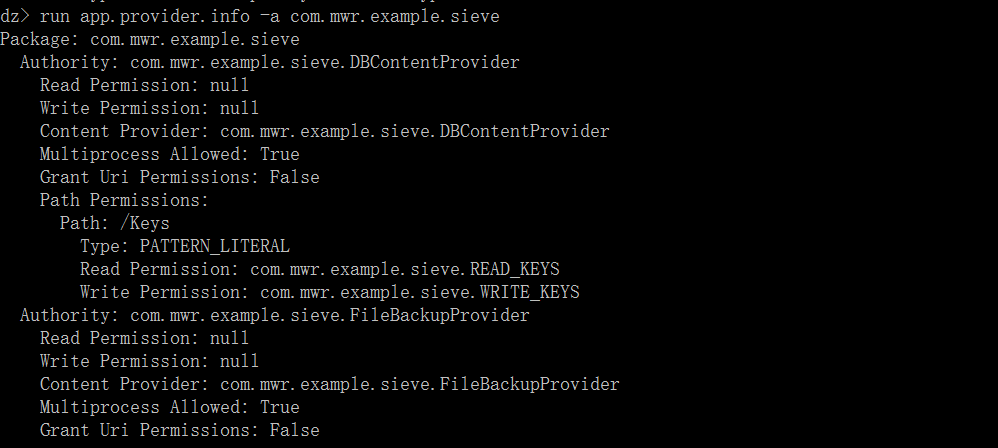 dz> run app.provider.info -a com.mwr.example.sieve
Package: com.mwr.example.sieve
  Authority: com.mwr.example.sieve.DBContentProvider
    Read Permission: null
    Write Permission: null
    Content Provider: com.mwr.example.sieve.DBContentProvider
    Multiprocess Allowed: True
    Grant Uri Permissions: False
    Path Permissions:
      Path: /Keys
        Type: PATTERN_LITERAL
        Read Permission: com.mwr.example.sieve.READ_KEYS
        Write Permission: com.mwr.example.sieve.WRITE_KEYS
  Authority: com.mwr.example.sieve.FileBackupProvider
    Read Permission: null
    Write Permission: null
    Content Provider: com.mwr.example.sieve.FileBackupProvider
    Multiprocess Allowed: True
    Grant Uri Permissions: False